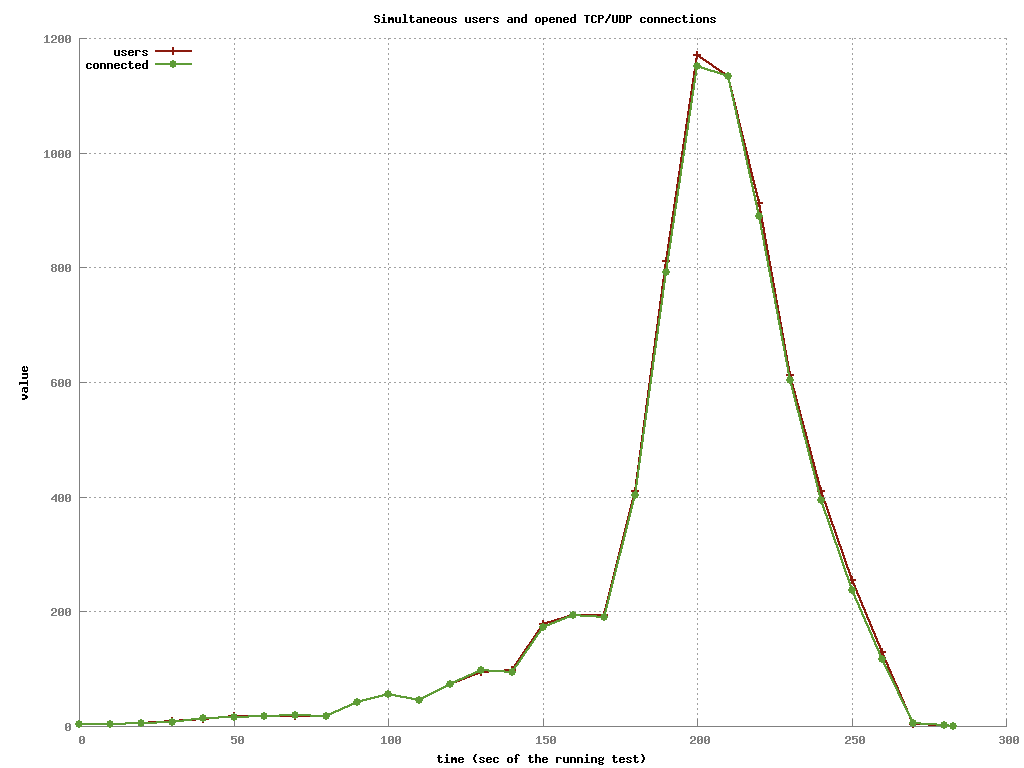 Simultaneous users and opened TCP/UDP connections
users
connected
1200
1000
800
600
400
200
0
value
0 50 100 150 200 250 300
time (sec of the running test)